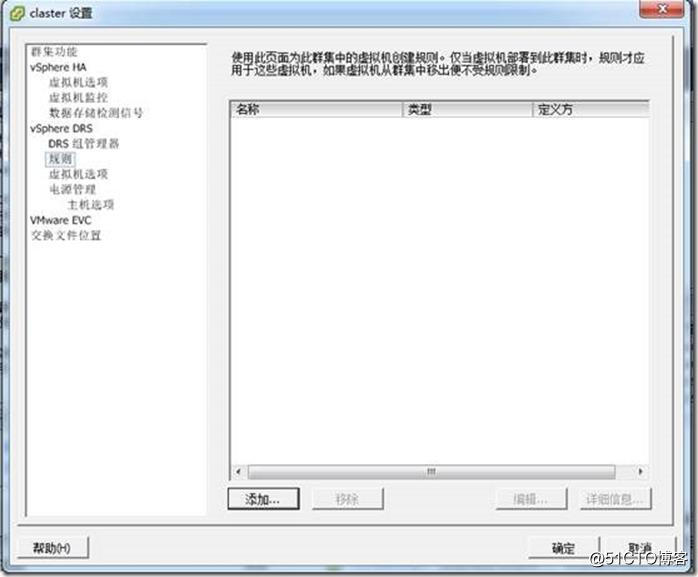 claster 设置
群集功能
vSphere HA
虚拟机选项
虚拟机监控
数据存储检测信号
vSphere DRS
DRS 组管理器
规则
虚拟机选项
电源管理
主机选项
VMware EVC
交换文件位置
使用此页面为此群集中的虚拟机创建规则。仅当虚拟机部署到此群集时，规则才应
用于这些虚拟机，如果虚拟机从群集中移出便不受规则限制。
名称 类型 定义方
添加... 移除 编辑... 详细信息...
帮助(H) 确定 取消
@51CTO博客